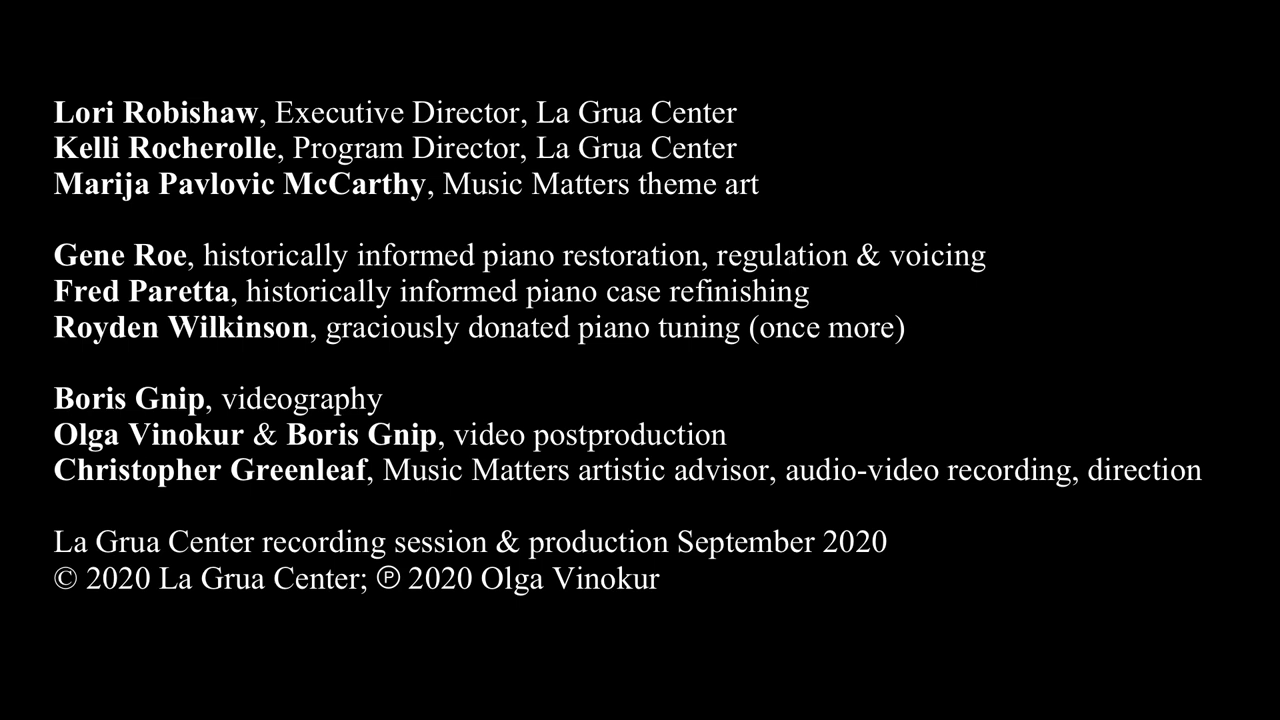 Lori Robishaw, Executive Director, La Grua Center
Kelli Rocherolle, Program Director, La Grua Center
Marija Pavlovic McCarthy, Music Matters theme art
Gene Roe, historically informed piano restoration, regulation & voicing
Fred Paretta, historically informed piano case refinishing
Royden Wilkinson, graciously donated piano tuning (once more)
Boris Gnip, videography
Olga Vinokur & Boris Gnip, video postproduction
Christopher Greenleaf, Music Matters artistic advisor, audio-video recording, direction
La Grua Center recording session & production September 2020
© 2020 La Grua Center; ℗ 2020 Olga Vinokur